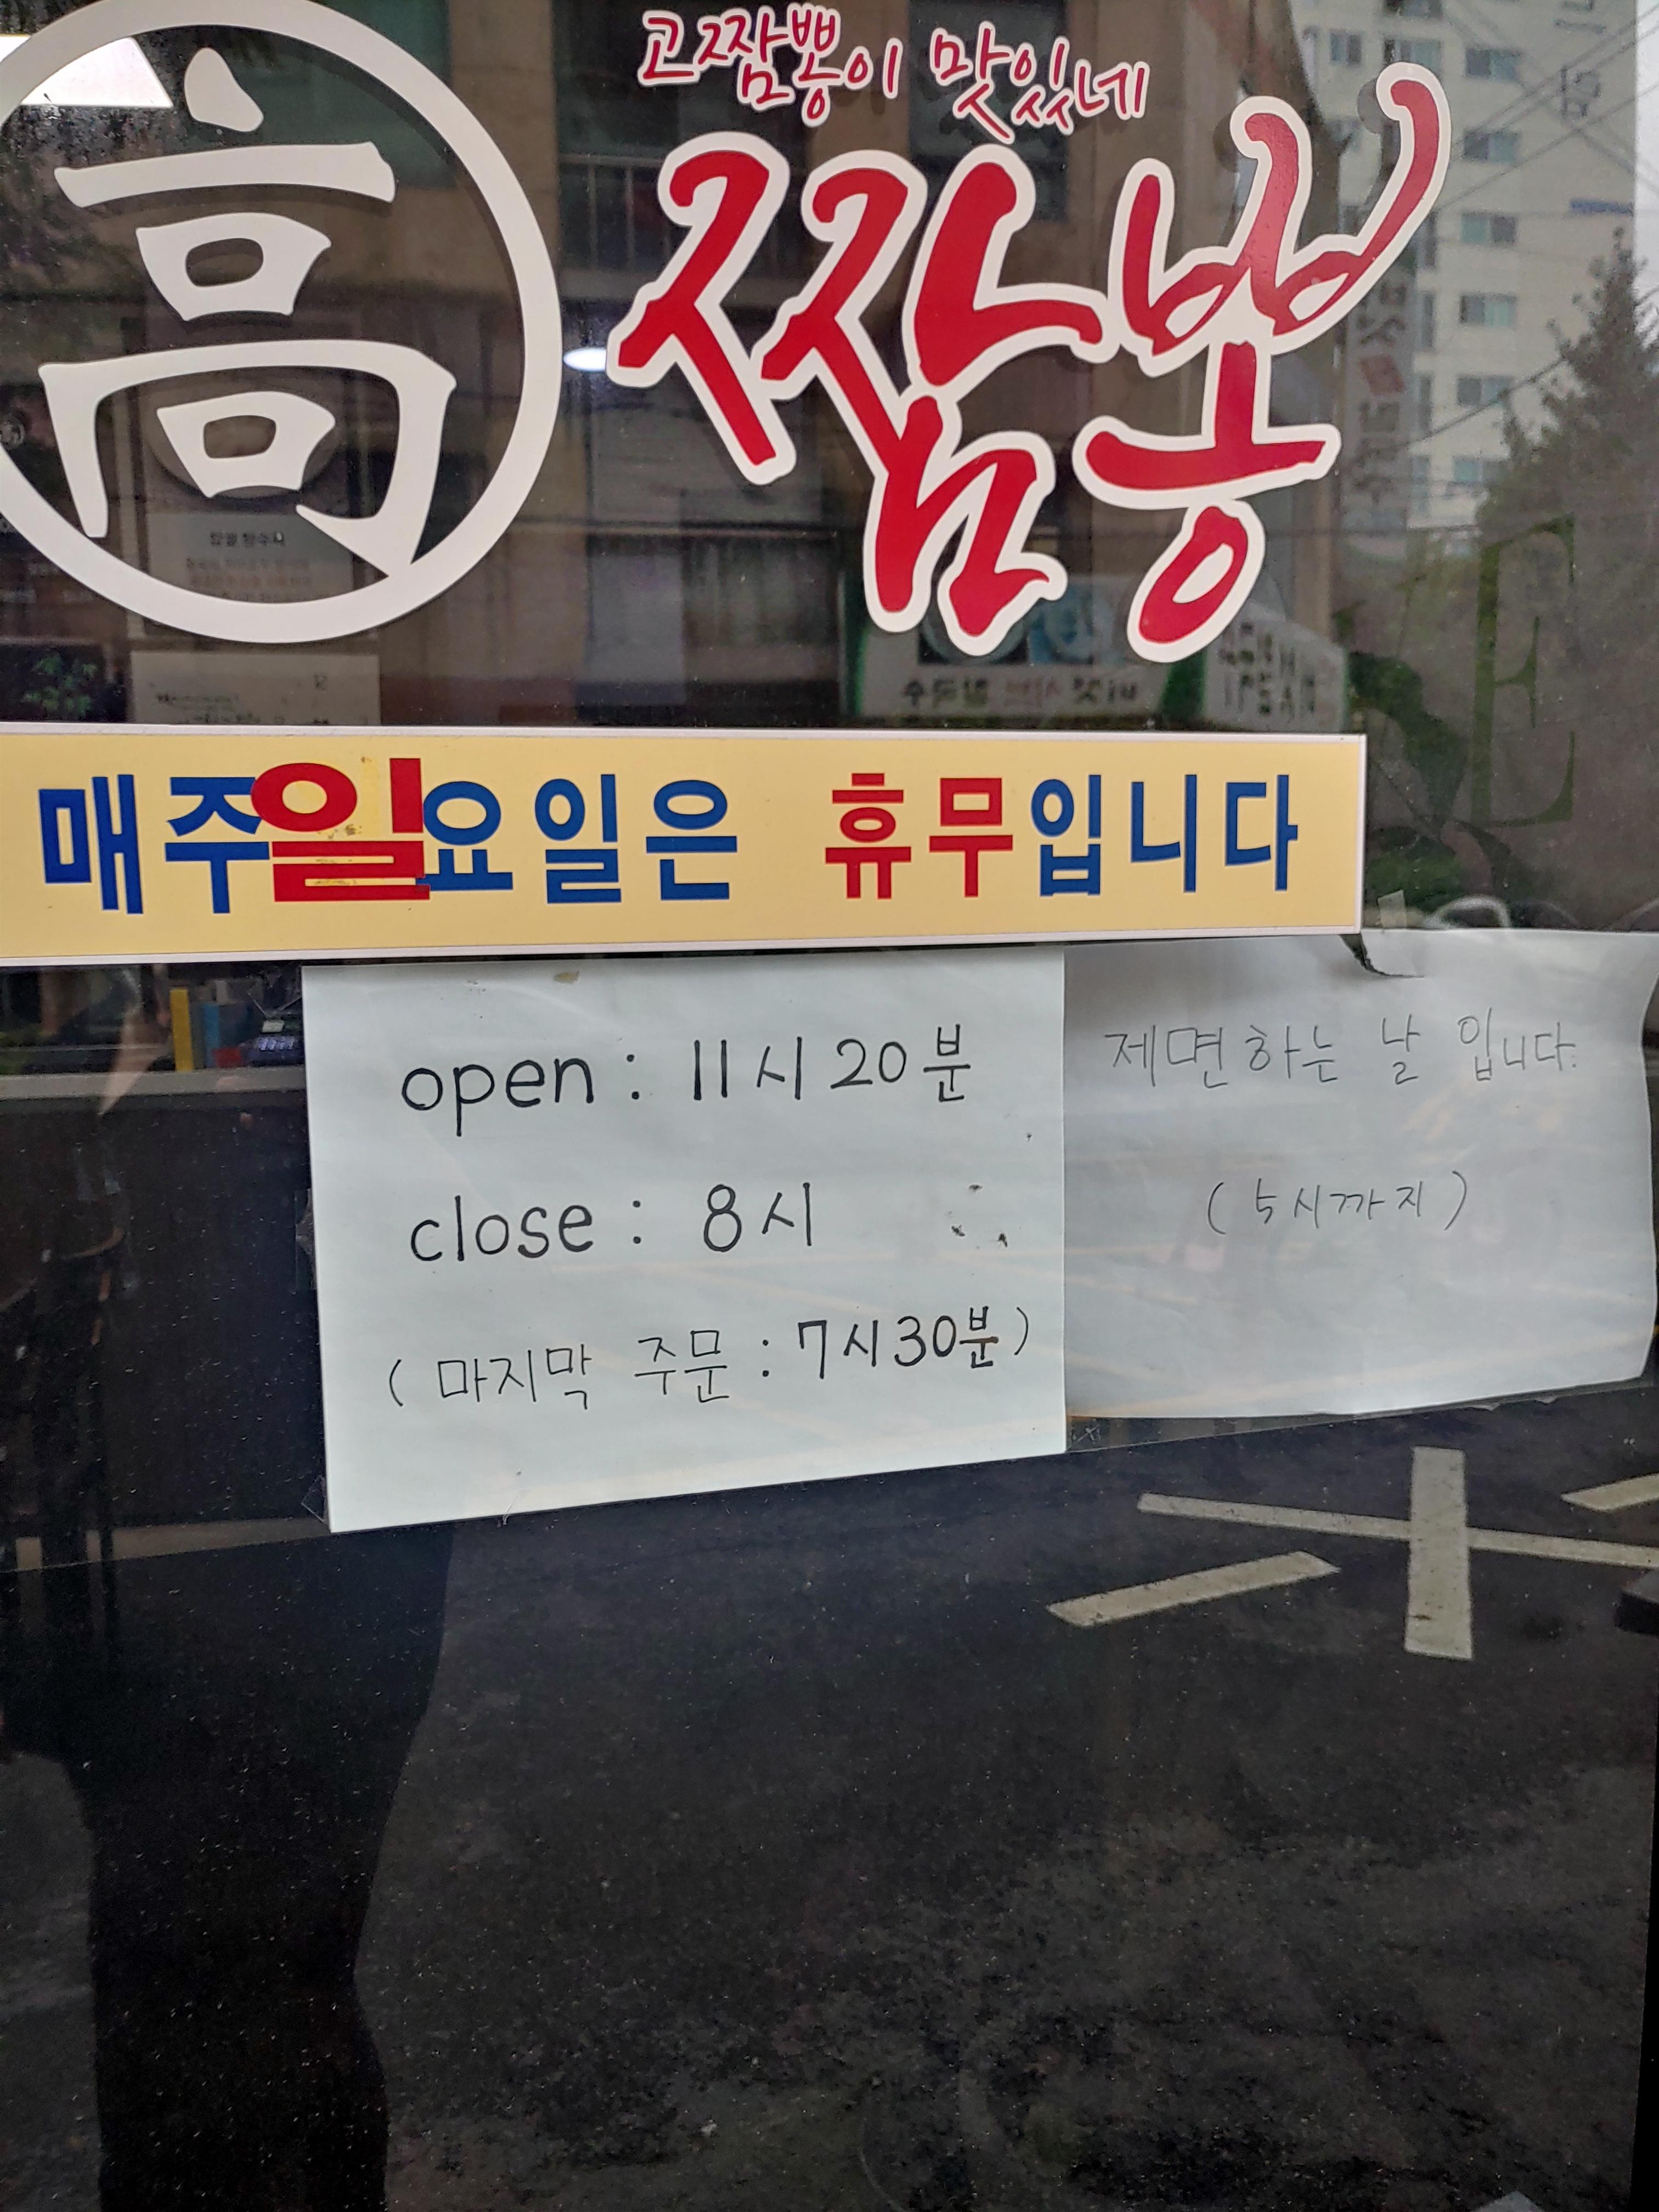 고짬뽕이 맛있네
高 짬뽕
매주일요일은 휴무입니다
open : 11시 20분
close : 8시
( 마지막 주문 : 7시 30분 )
제면하는 날 입니다.
( 5시까지 )